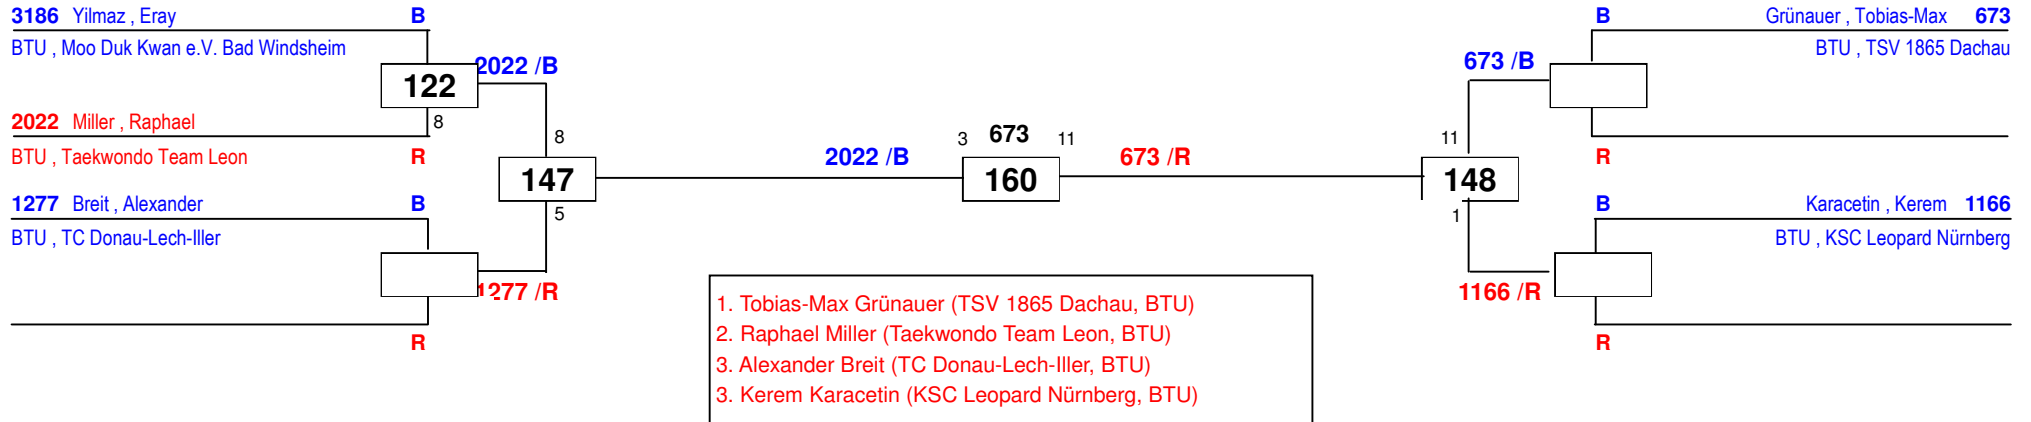 3186 Yilmaz , Eray B
BTU , Moo Duk Kwan e.V. Bad Windsheim
122
2022 /B
8
2022 Miller , Raphael
BTU , Taekwondo Team Leon R
8
147
5
1277 Breit , Alexander B
BTU , TC Donau-Lech-Iller
1277 /R
R
2022 /B
3 673 11
160
673 /R
B Grünauer , Tobias-Max 673
BTU , TSV 1865 Dachau
673 /B
R
11
148
1
B Karacetin , Kerem 1166
BTU , KSC Leopard Nürnberg
1166 /R
R
1. Tobias-Max Grünauer (TSV 1865 Dachau, BTU)
2. Raphael Miller (Taekwondo Team Leon, BTU)
3. Alexander Breit (TC Donau-Lech-Iller, BTU)
3. Kerem Karacetin (KSC Leopard Nürnberg, BTU)